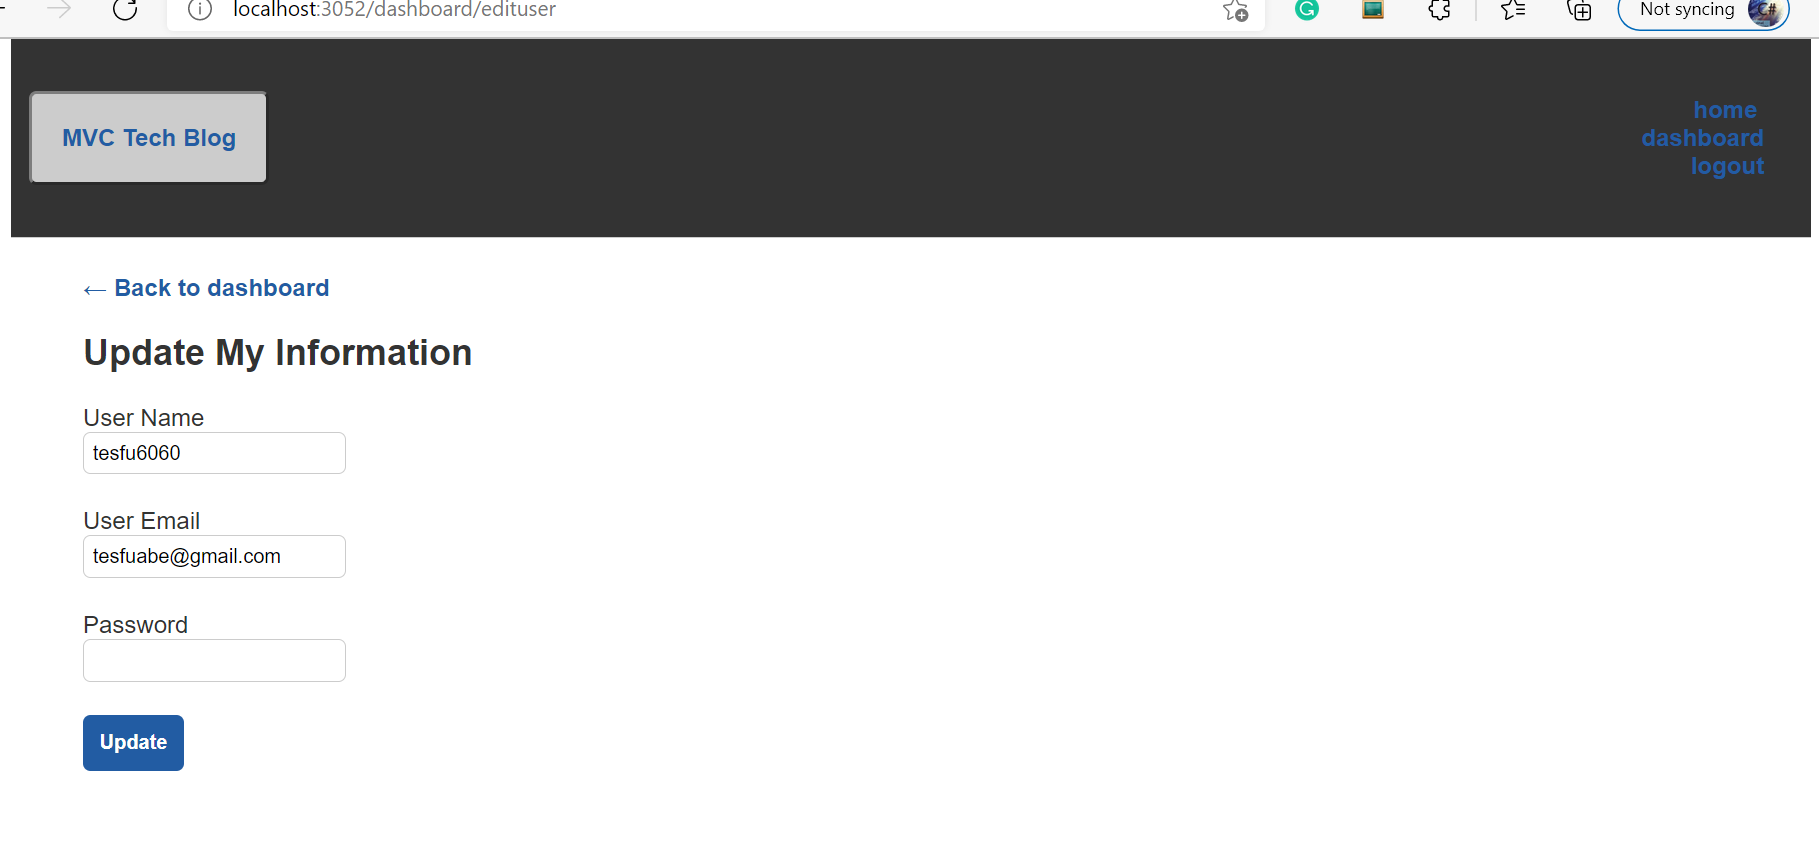 localhost:3052/dashboard/edituser
Not syncing
C#
MVC Tech Blog
home
dashboard
logout
← Back to dashboard
Update My Information
User Name
tesfu6060
User Email
tesfuabe@gmail.com
Password
Update